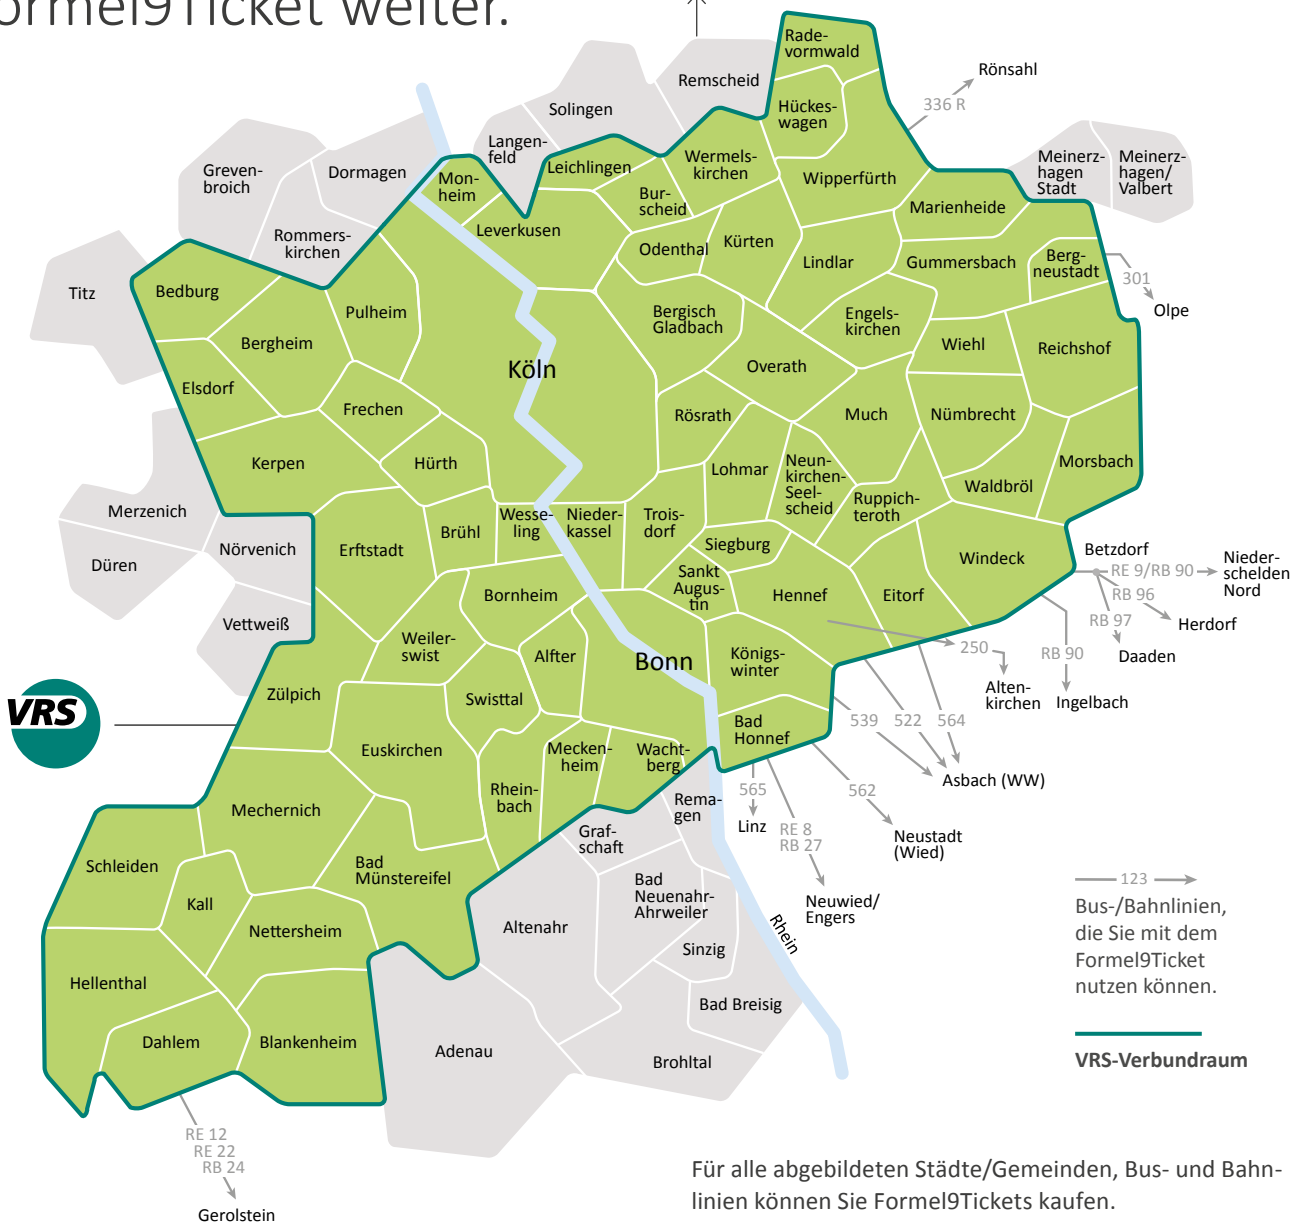 ormel9Ticket weiter.
Rade-
vormwald
Rönsahl
336 R
Remscheid
Solingen
Hückes-
wagen
Langen-
feld
Leichlingen
Wermels-
kirchen
Meinerz-
hagen
Stadt
Meinerz-
hagen/
Valbert
Greven-
broich
Dormagen
Mon-
heim
Bur-
scheid
Wipperfürth
Marienheide
Rommers-
kirchen
Leverkusen
Odenthal
Kürten
Lindlar
Gummersbach
Berg-
neustadt
301
Olpe
Titz
Bedburg
Pulheim
Bergheim
Bergisch
Gladbach
Engels-
kirchen
Wiehl
Reichshof
Köln
Overath
Elsdorf
Frechen
Rösrath
Much
Nümbrecht
Kerpen
Hürth
Lohmar
Neun-
kirchen-
Seel-
scheid
Morsbach
Waldbröl
Ruppich-
teroth
Merzenich
Düren
Nörvenich
Erftstadt
Brühl
Wesse-
ling
Nieder-
kassel
Trois-
dorf
Siegburg
Windeck
Betzdorf
RE 9/RB 90
Nieder-
schelden
Nord
RB 96
Herdorf
RB 97
Daaden
RB 90
Ingelbach
Sankt
Augus-
tin
Hennef
Eitorf
Bornheim
Vettweiß
Weiler-
swist
Alfter
Bonn
Königs-
winter
250
Alten-
kirchen
VRS
Zülpich
Swisttal
Bad
Honnef
539
522
564
Asbach (WW)
Euskirchen
Mecken-
heim
Wacht-
berg
Rhein-
bach
565
Linz
562
Neustadt
(Wied)
RE 8
RB 27
Neuwied/
Engers
Mechernich
Rema-
gen
Graf-
schaft
Schleiden
Bad
Münstereifel
Kall
Bad
Neuenahr-
Ahrweiler
Nettersheim
Altenahr
Sinzig
Rhein
Hellenthal
Bad Breisig
Dahlem
Blankenheim
Adenau
Brohltal
RE 12
RE 22
RB 24
Gerolstein
123
Bus-/Bahnlinien,
die Sie mit dem
Formel9Ticket
nutzen können.
VRS-Verbundraum
Für alle abgebildeten Städte/Gemeinden, Bus- und Bahn-
linien können Sie Formel9Tickets kaufen.